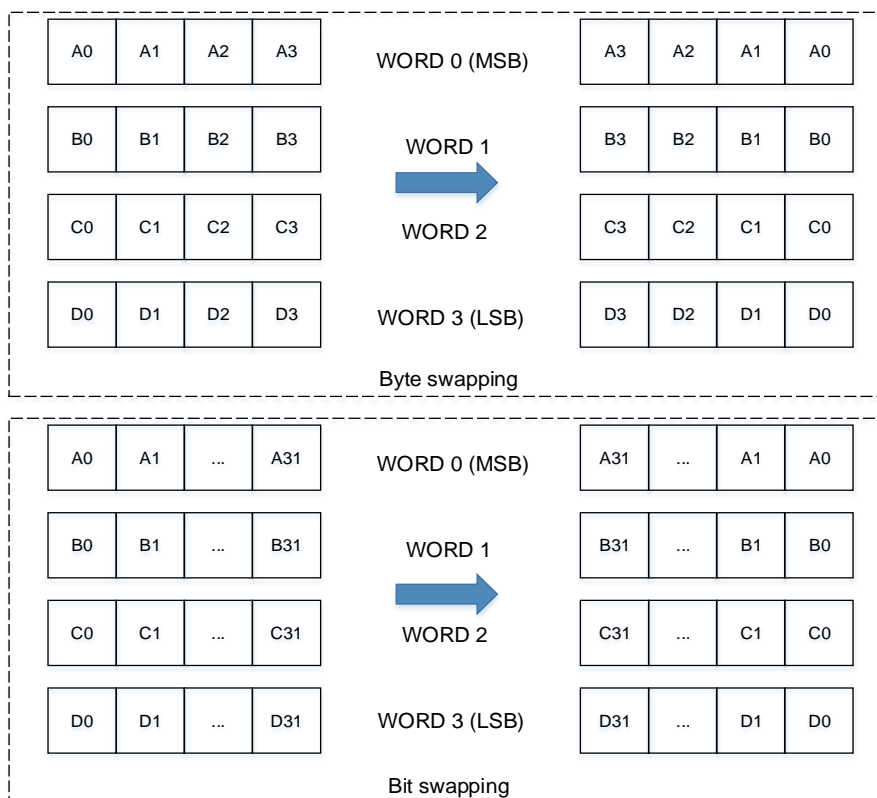 A0 A1 A2 A3 WORD 0 (MSB) A3 A2 A1 A0
B0 B1 B2 B3 WORD 1 B3 B2 B1 B0
C0 C1 C2 C3 WORD 2 C3 C2 C1 C0
D0 D1 D2 D3 WORD 3 (LSB) D3 D2 D1 D0
Byte swapping
A0 A1 ... A31 WORD 0 (MSB) A31 ... A1 A0
B0 B1 ... B31 WORD 1 B31 ... B1 B0
C0 C1 ... C31 WORD 2 C31 ... C1 C0
D0 D1 ... D31 WORD 3 (LSB) D31 ... D1 D0
Bit swapping